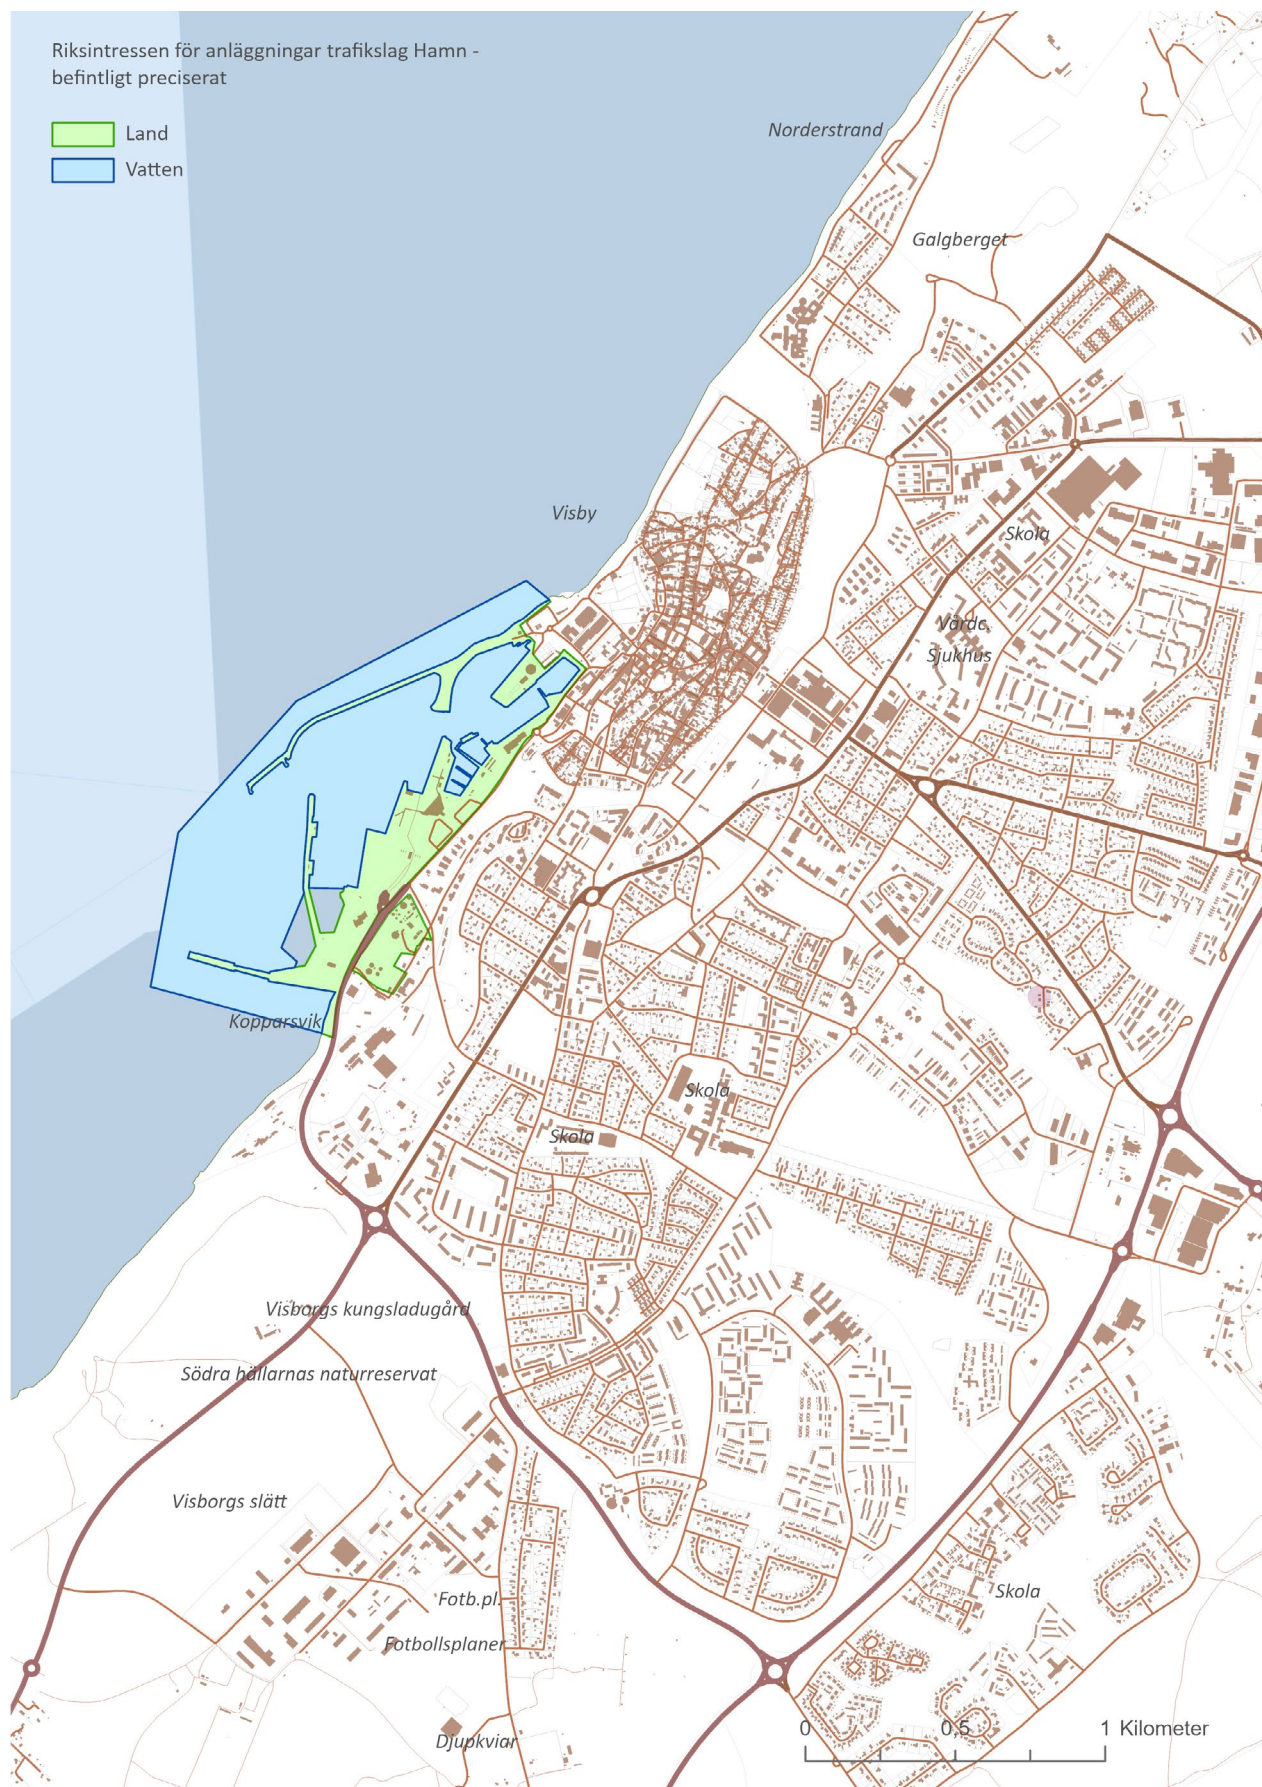 Riksintressen för anläggningar trafikslag Hamn -
befintligt preciserat
Land
Vatten
Norderstrand
Galgberget
Visby
Skola
Vårdc.
Sjukhus
Kopparsvik
Skola
Skola
Visborgs kungsladugård
Södra hällarnas naturreservat
Visborgs slätt
Skola
Fotb.pl.
Fotbollsplaner
Djupkviar
0 0,5 1 Kilometer